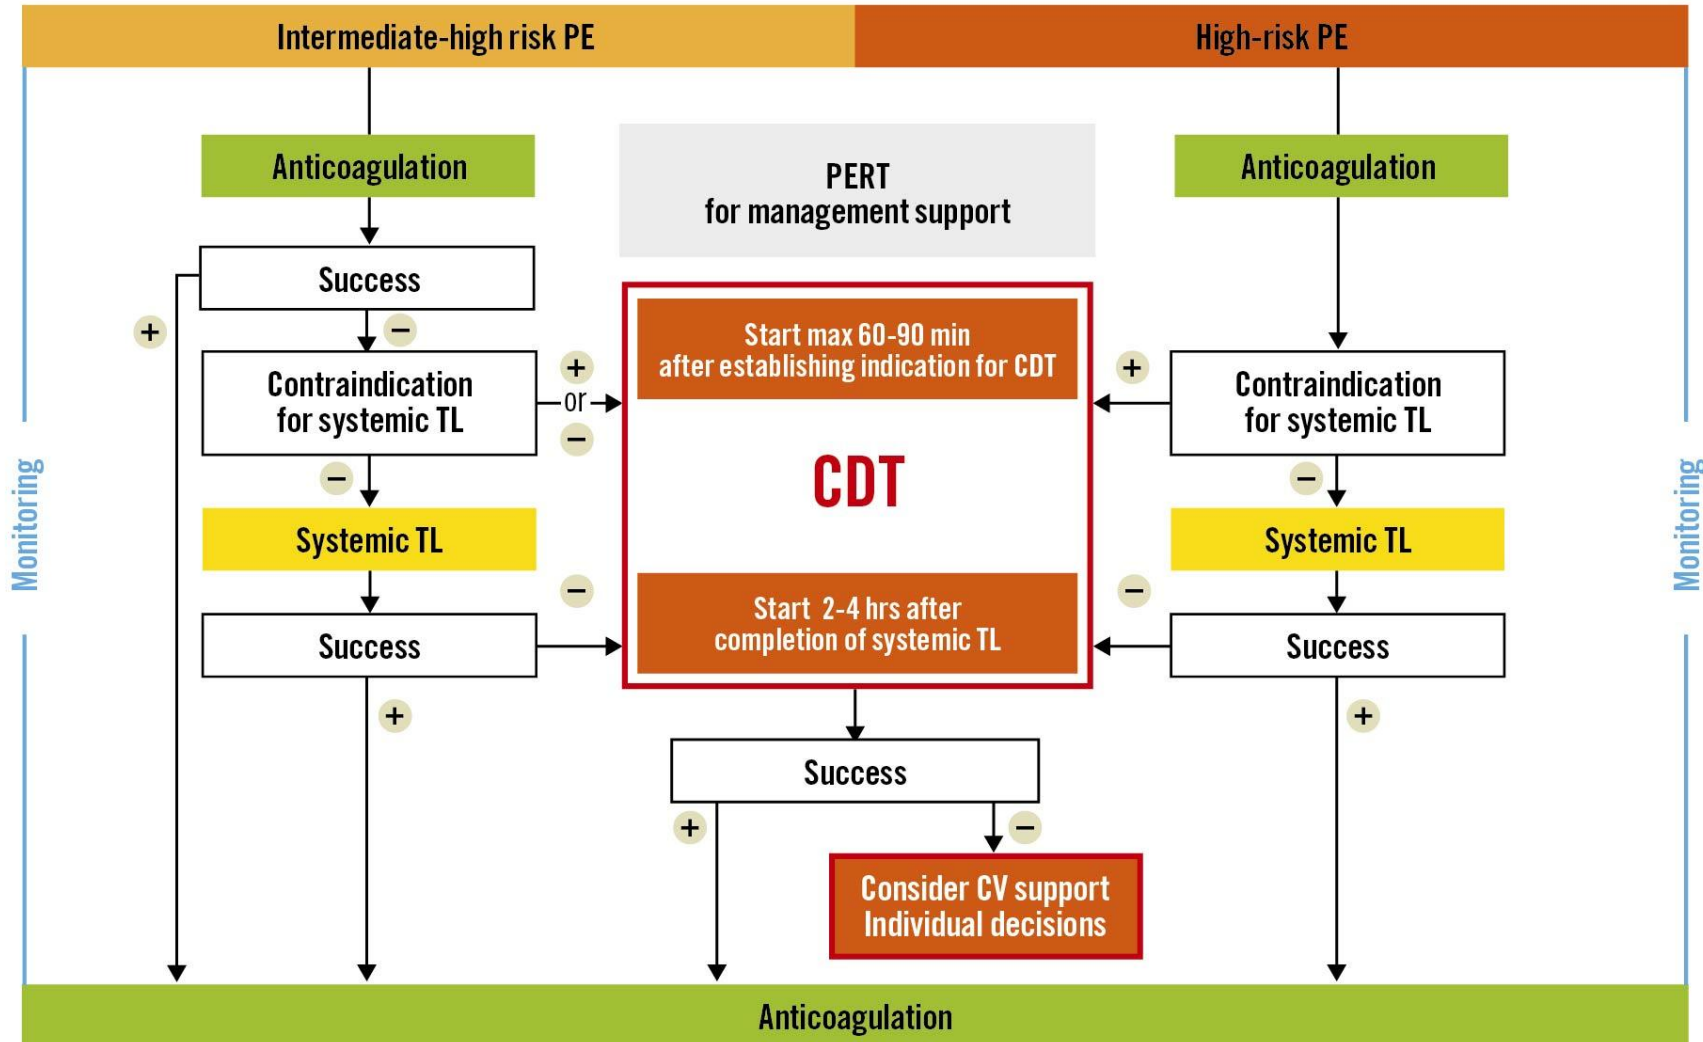 Intermediate-high risk PE
High-risk PE
Anticoagulation
PERT
for management support
Anticoagulation
Success
+
−
Start max 60-90 min
after establishing indication for CDT
Contraindication
for systemic TL
+
or
−
+
Contraindication
for systemic TL
CDT
Monitoring
Monitoring
−
−
Systemic TL
Systemic TL
−
−
Start 2-4 hrs after
completion of systemic TL
Success
Success
+
+
Success
+
−
Consider CV support
Individual decisions
Anticoagulation